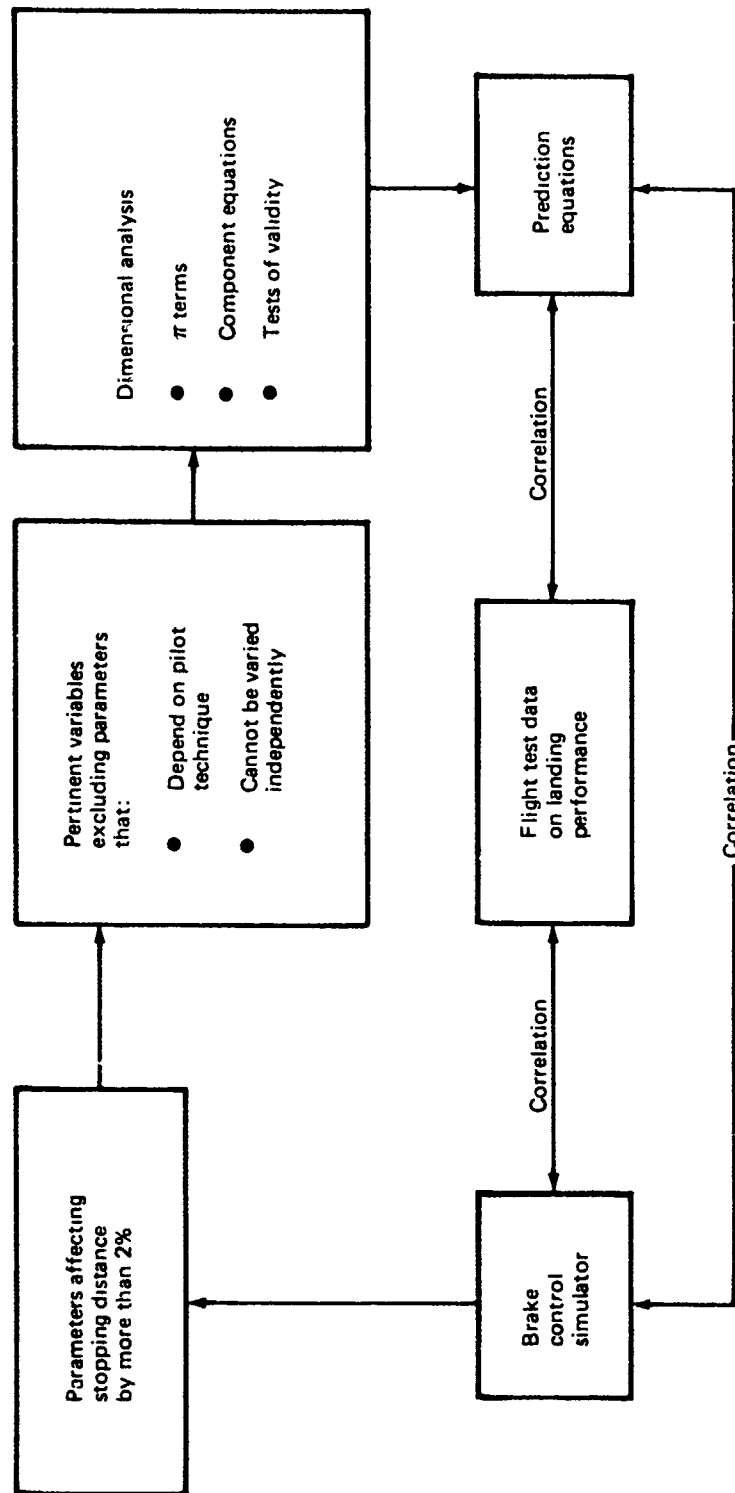 Parameters affecting
stopping distance
by more than 2%
Pertinent variables
excluding parameters
that:
● Depend on pilot
technique
● Cannot be varied
independently
Dimensional analysis
● π terms
● Component equations
● Tests of validity
Brake
control
simulator
Correlation
Flight test data
on landing
performance
Correlation
Prediction
equations
Correlation